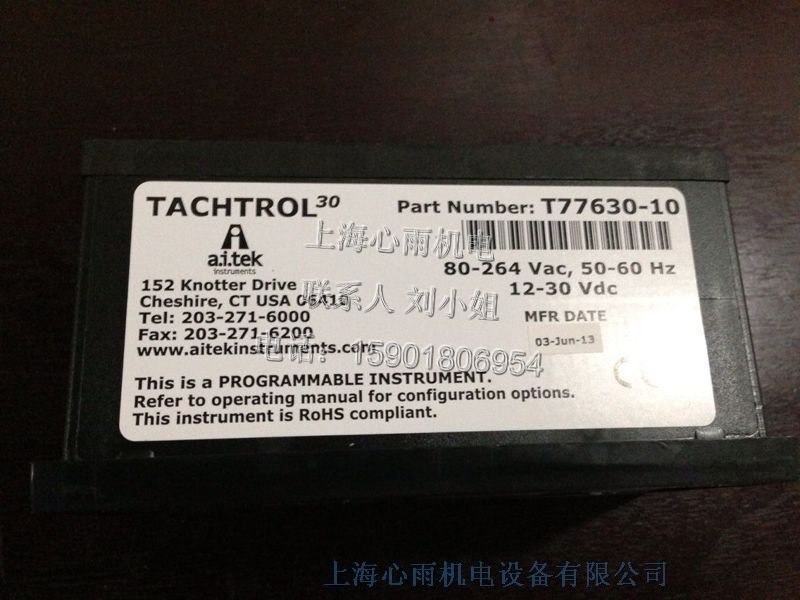 TACHTROL30
Part Number: T77630-10
a.i.tek
instruments
80-264 Vac, 50-60 Hz
12-30 Vdc
152 Knotter Drive
Cheshire, CT USA 06410
Tel: 203-271-6000
Fax: 203-271-6200
www.aitekinstruments.com
MFR DATE
03-Jun-13
CE
This is a PROGRAMMABLE INSTRUMENT.
Refer to operating manual for configuration options.
This instrument is RoHS compliant.
上海心雨机电
联系人 刘小姐
电话：15901806954
上海心雨机电设备有限公司